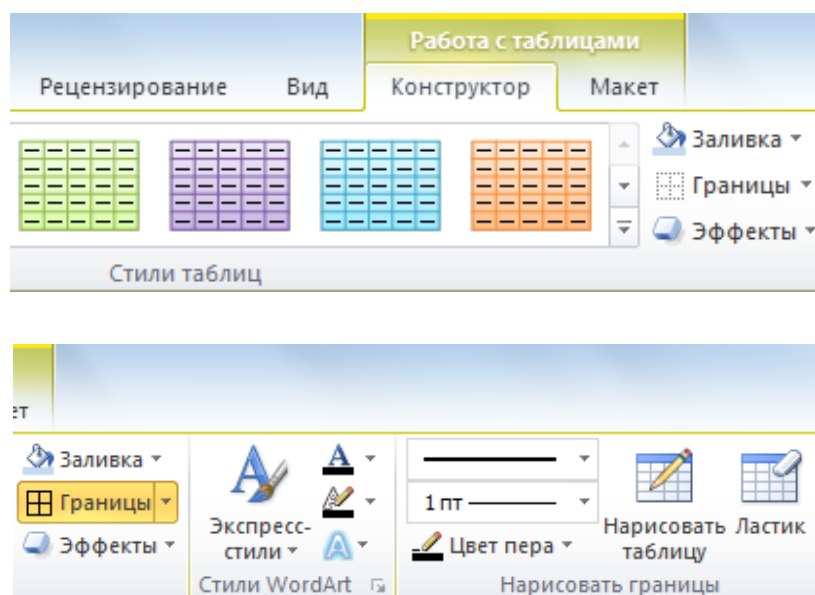 Работа с таблицами
Рецензирование Вид Конструктор Макет
Заливка
Границы
Эффекты
Стили таблиц
ет
Заливка
Границы
Эффекты
Экспресс-
стили
Стили WordArt
1 пт
Цвет пера
Нарисовать
таблицу
Ластик
Нарисовать границы